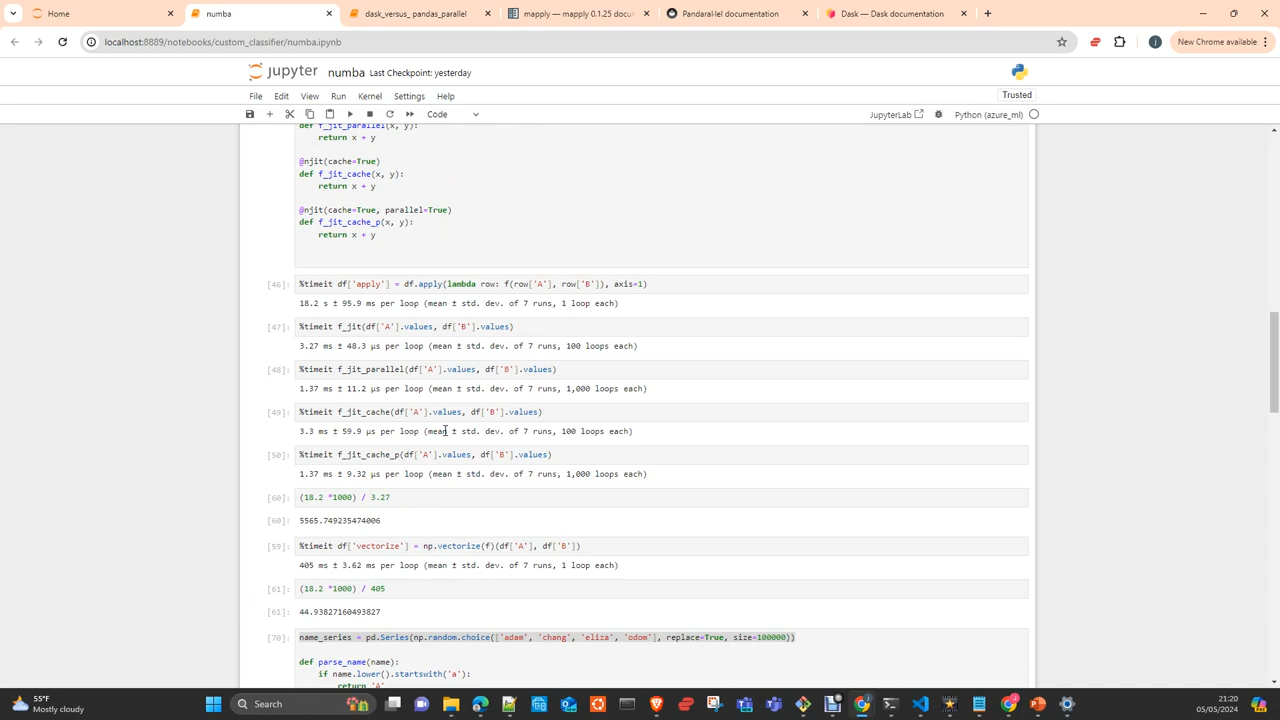 Home
numba
dask_versus_ pandas_parallel
mapply — mapply 0.1.25 docu
Pandaral·lel documentation
Dask — Dask documentation
localhost:8889/notebooks/custom_classifier/numba.ipynb
New Chrome available
jupyter numba Last Checkpoint: yesterday
File Edit View Run Kernel Settings Help
Trusted
Code
JupyterLab
Python (azure_ml)
def f_jit_parallel(x, y):
return x + y
@njit(cache=True)
def f_jit_cache(x, y):
return x + y
@njit(cache=True, parallel=True)
def f_jit_cache_p(x, y):
return x + y
[46]: %timeit df['apply'] = df.apply(lambda row: f(row['A'], row['B']), axis=1)
18.2 s ± 95.9 ms per loop (mean ± std. dev. of 7 runs, 1 loop each)
[47]: %timeit f_jit(df['A'].values, df['B'].values)
3.27 ms ± 48.3 µs per loop (mean ± std. dev. of 7 runs, 100 loops each)
[48]: %timeit f_jit_parallel(df['A'].values, df['B'].values)
1.37 ms ± 11.2 µs per loop (mean ± std. dev. of 7 runs, 1,000 loops each)
[49]: %timeit f_jit_cache(df['A'].values, df['B'].values)
3.3 ms ± 59.9 µs per loop (mean ± std. dev. of 7 runs, 100 loops each)
[50]: %timeit f_jit_cache_p(df['A'].values, df['B'].values)
1.37 ms ± 9.32 µs per loop (mean ± std. dev. of 7 runs, 1,000 loops each)
[60]: (18.2 *1000) / 3.27
[60]: 5565.749235474006
[59]: %timeit df['vectorize'] = np.vectorize(f)(df['A'], df['B'])
405 ms ± 3.62 ms per loop (mean ± std. dev. of 7 runs, 1 loop each)
[61]: (18.2 *1000) / 405
[61]: 44.93827160493827
[70]: name_series = pd.Series(np.random.choice(['adam', 'chang', 'eliza', 'odom'], replace=True, size=100000))
def parse_name(name):
if name.lower().startswith('a'):
return 'A'
55°F
Mostly cloudy
Search
21:20
05/05/2024